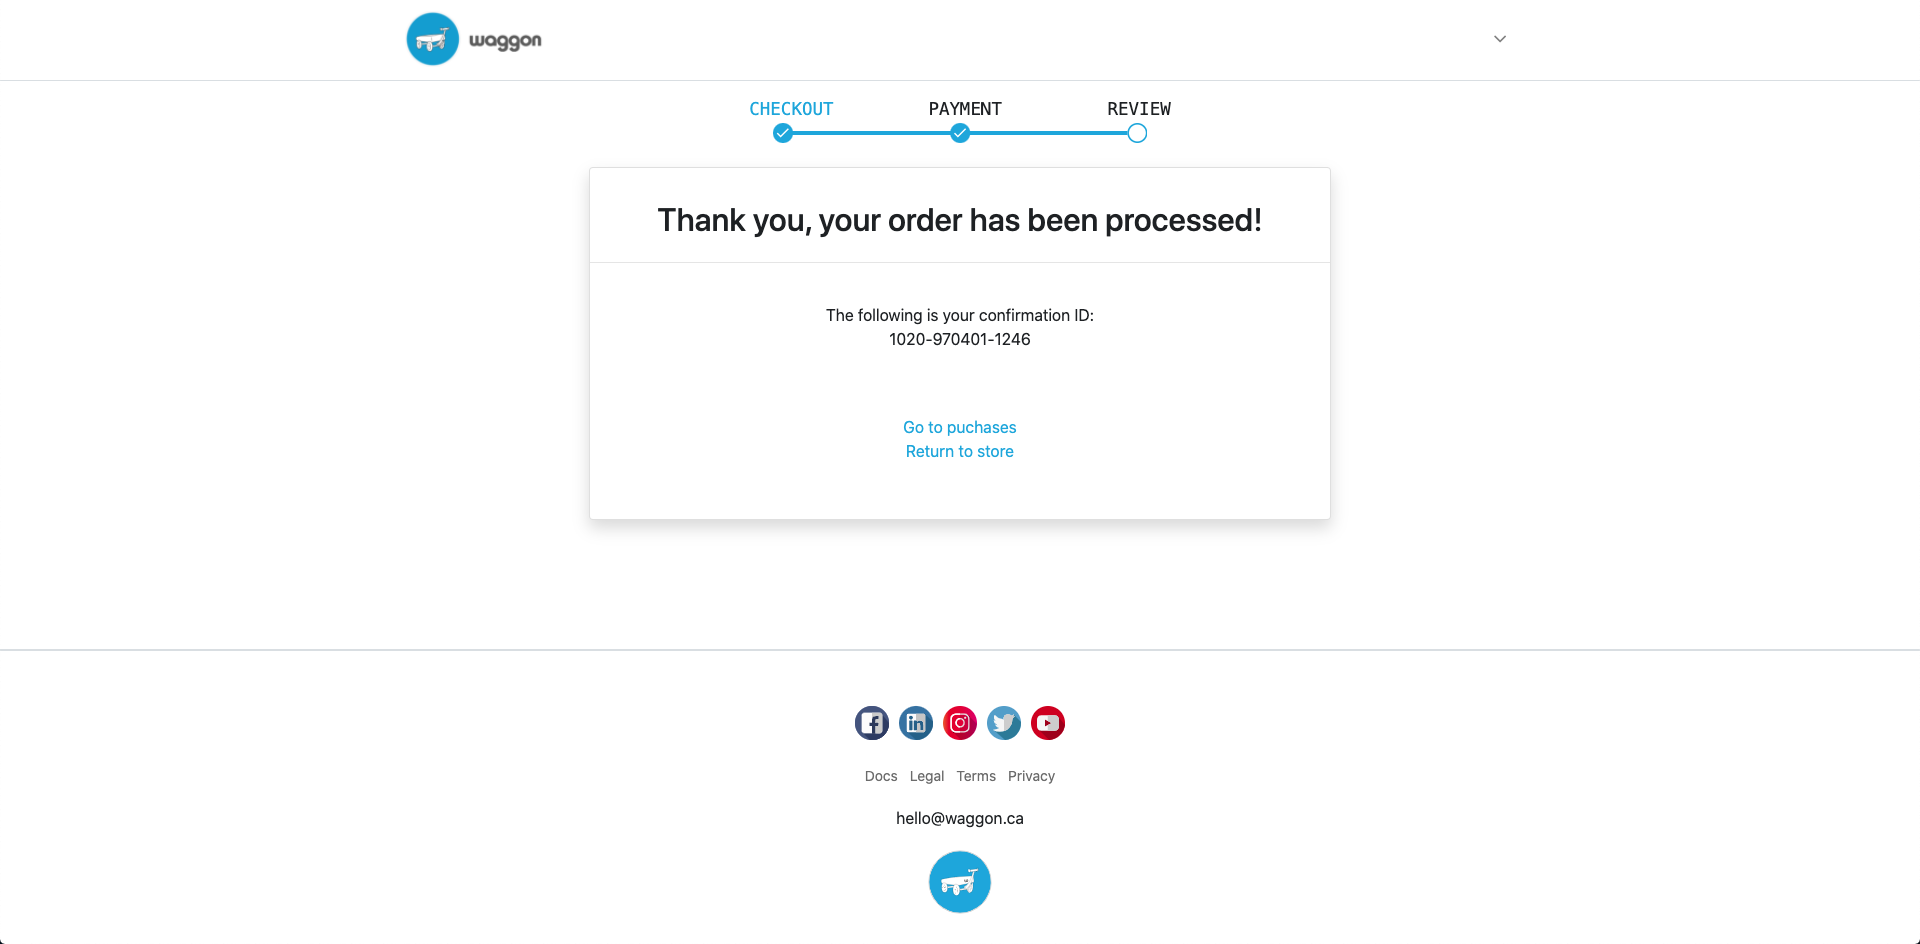 waggon
CHECKOUT PAYMENT REVIEW
Thank you, your order has been processed!
The following is your confirmation ID:
1020-970401-1246
Go to puchases
Return to store
Docs Legal Terms Privacy
hello@waggon.ca